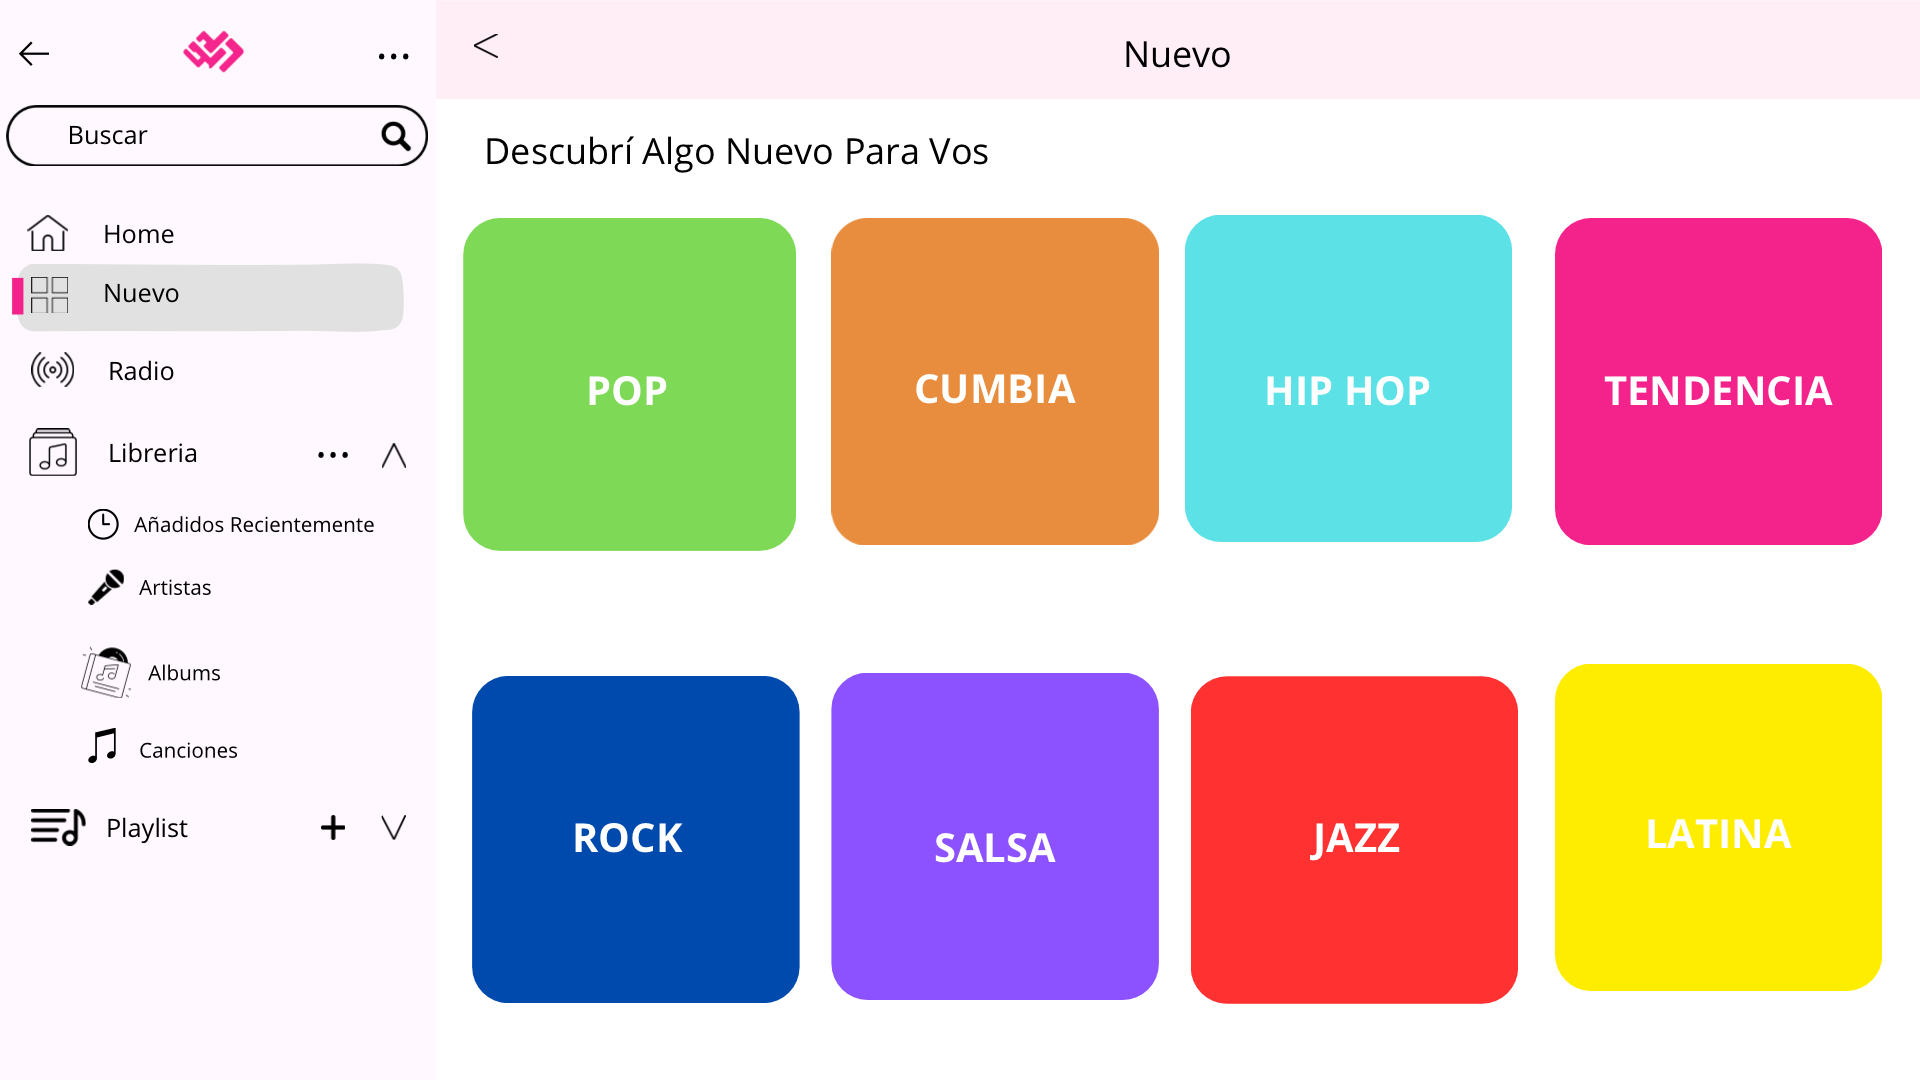 Buscar
Home
Nuevo
Radio
Libreria
Añadidos Recientemente
Artistas
Albums
Canciones
Playlist
Nuevo
Descubrí Algo Nuevo Para Vos
POP
CUMBIA
HIP HOP
TENDENCIA
ROCK
SALSA
JAZZ
LATINA